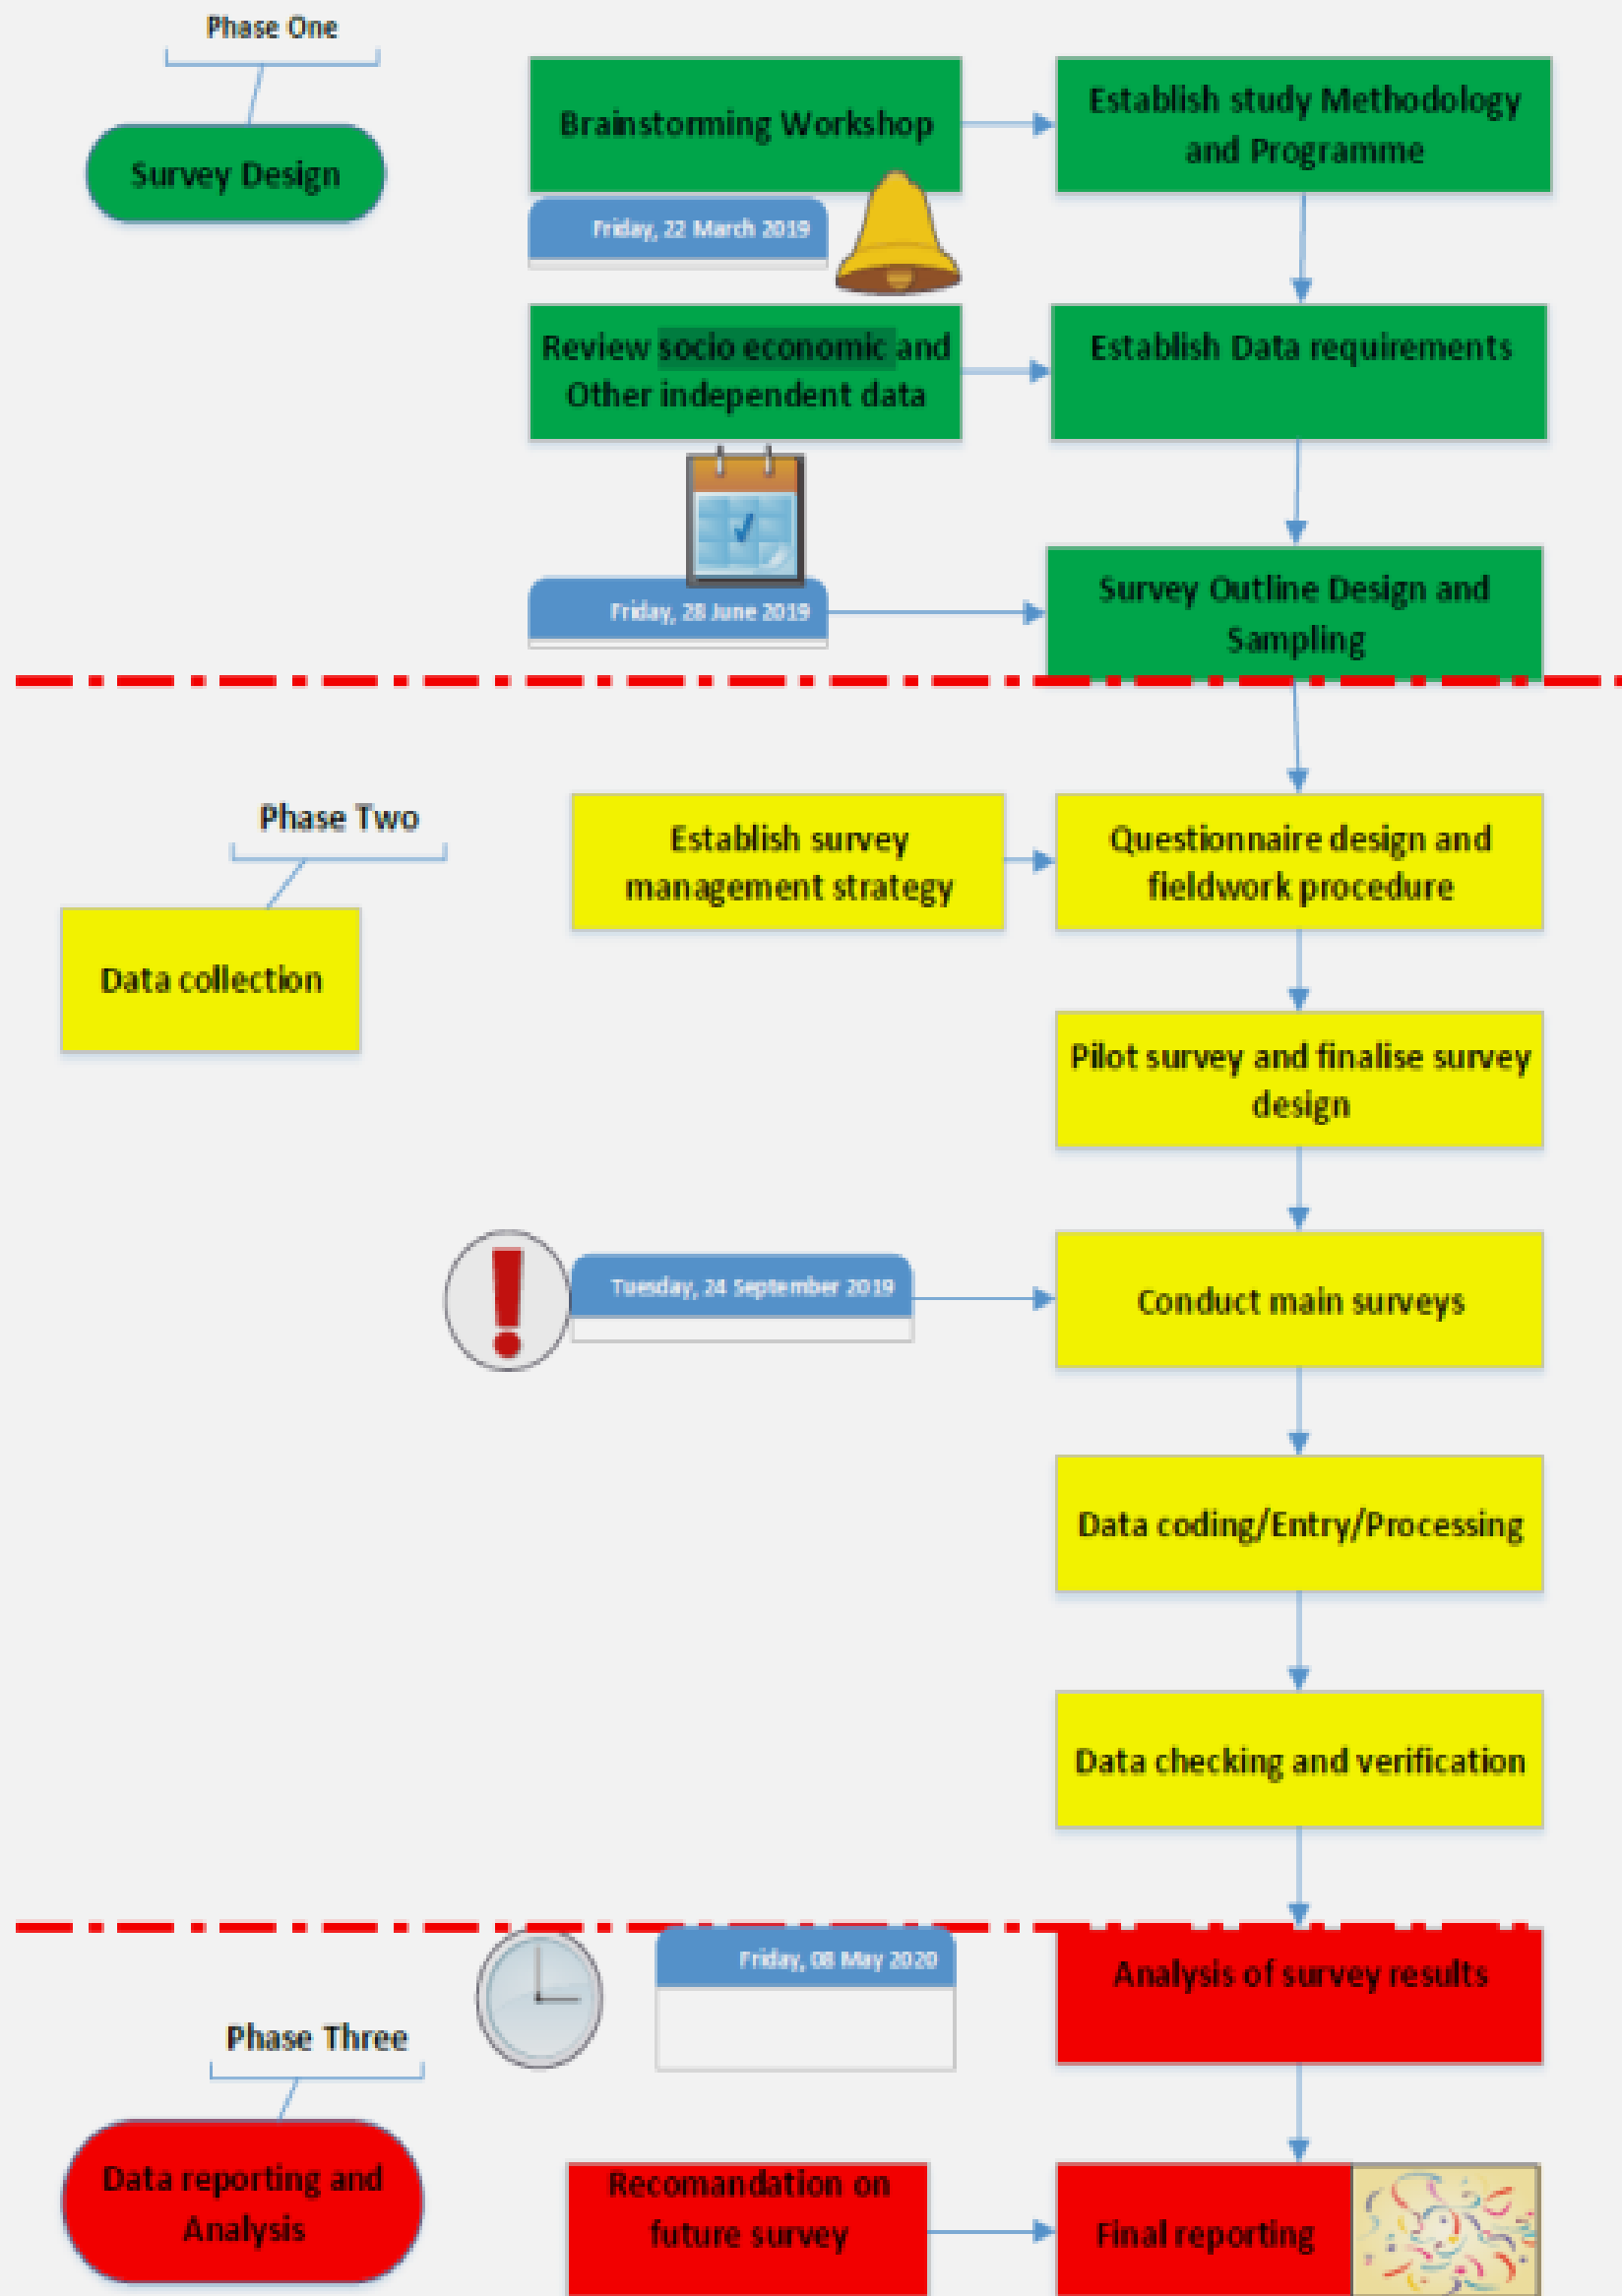 Phase One
Survey Design
Brainstorming Workshop
Establish study Methodology
and Programme
Friday, 22 March 2019
Review socio economic and
Other independent data
Establish Data requirements
Friday, 28 June 2019
Survey Outline Design and
Sampling
Phase Two
Data collection
Establish survey
management strategy
Questionnaire design and
fieldwork procedure
Pilot survey and finalise survey
design
Tuesday, 24 September 2019
Conduct main surveys
Data coding/Entry/Processing
Data checking and verification
Friday, 08 May 2020
Analysis of survey results
Phase Three
Data reporting and
Analysis
Recomandation on
future survey
Final reporting